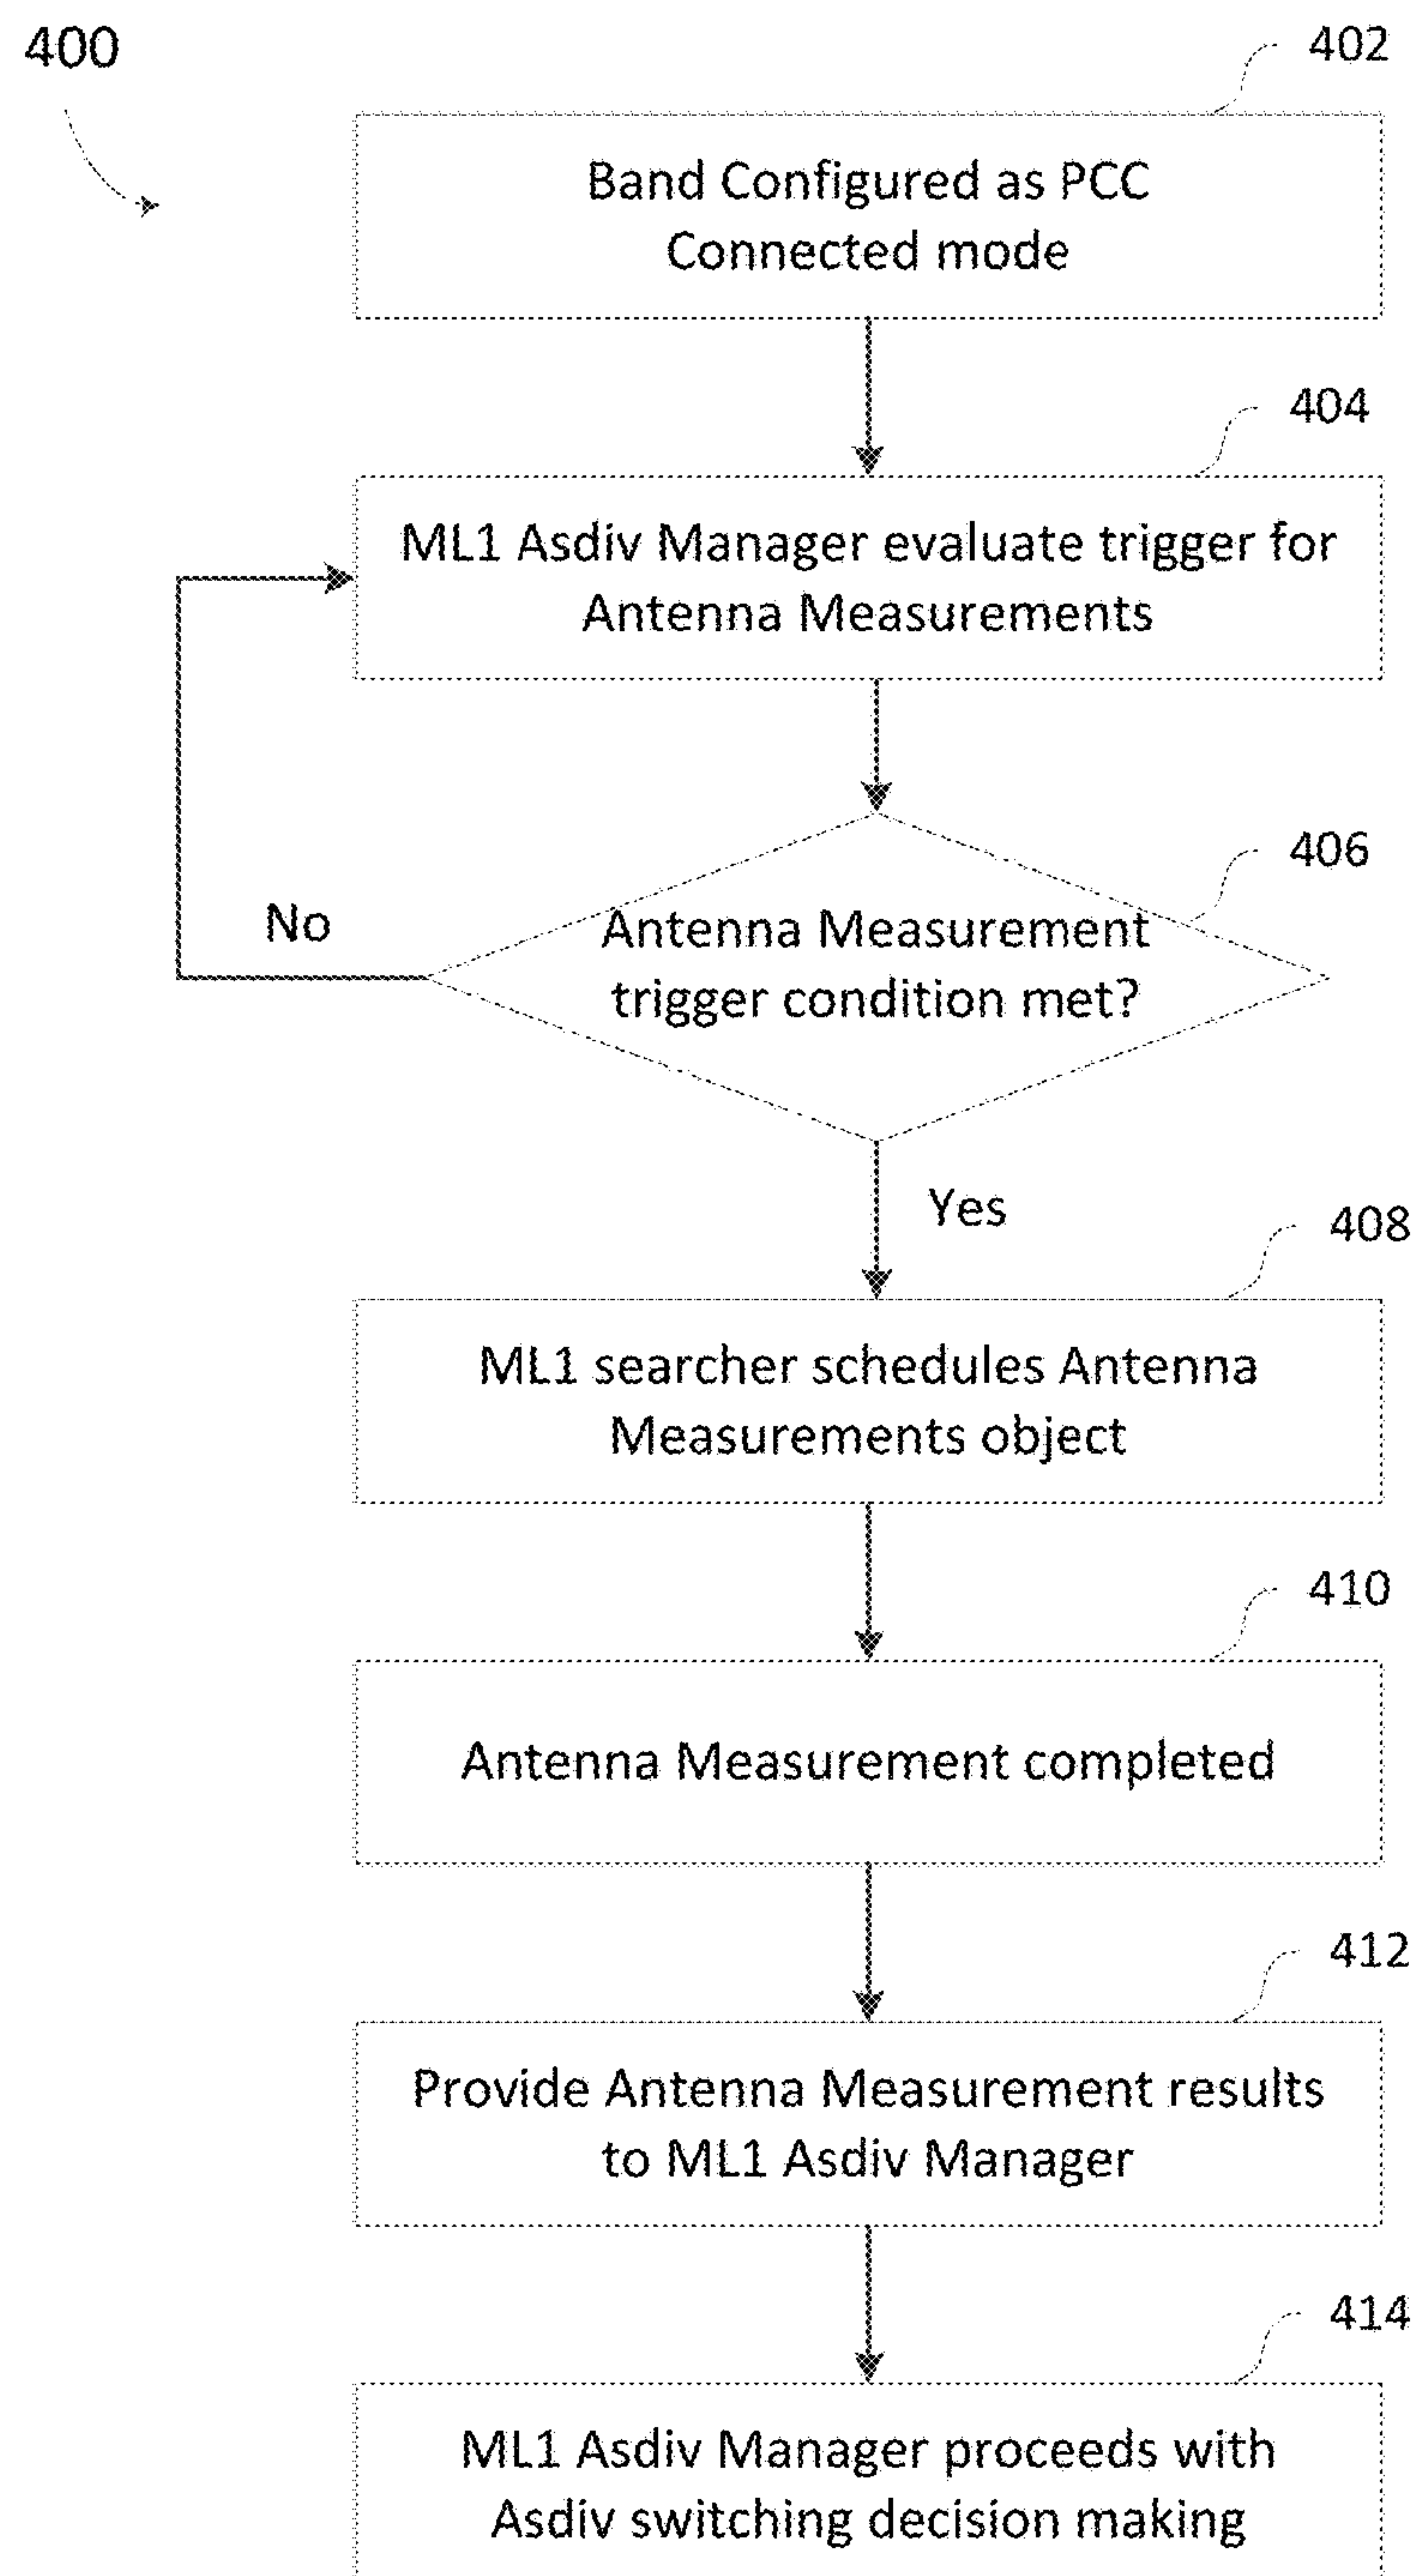 400
402
Band Configured as PCC
Connected mode
404
ML1 Asdiv Manager evaluate trigger for
Antenna Measurements
406
No
Antenna Measurement
trigger condition met?
Yes
408
ML1 searcher schedules Antenna
Measurements object
410
Antenna Measurement completed
412
Provide Antenna Measurement results
to ML1 Asdiv Manager
414
ML1 Asdiv Manager proceeds with
Asdiv switching decision making